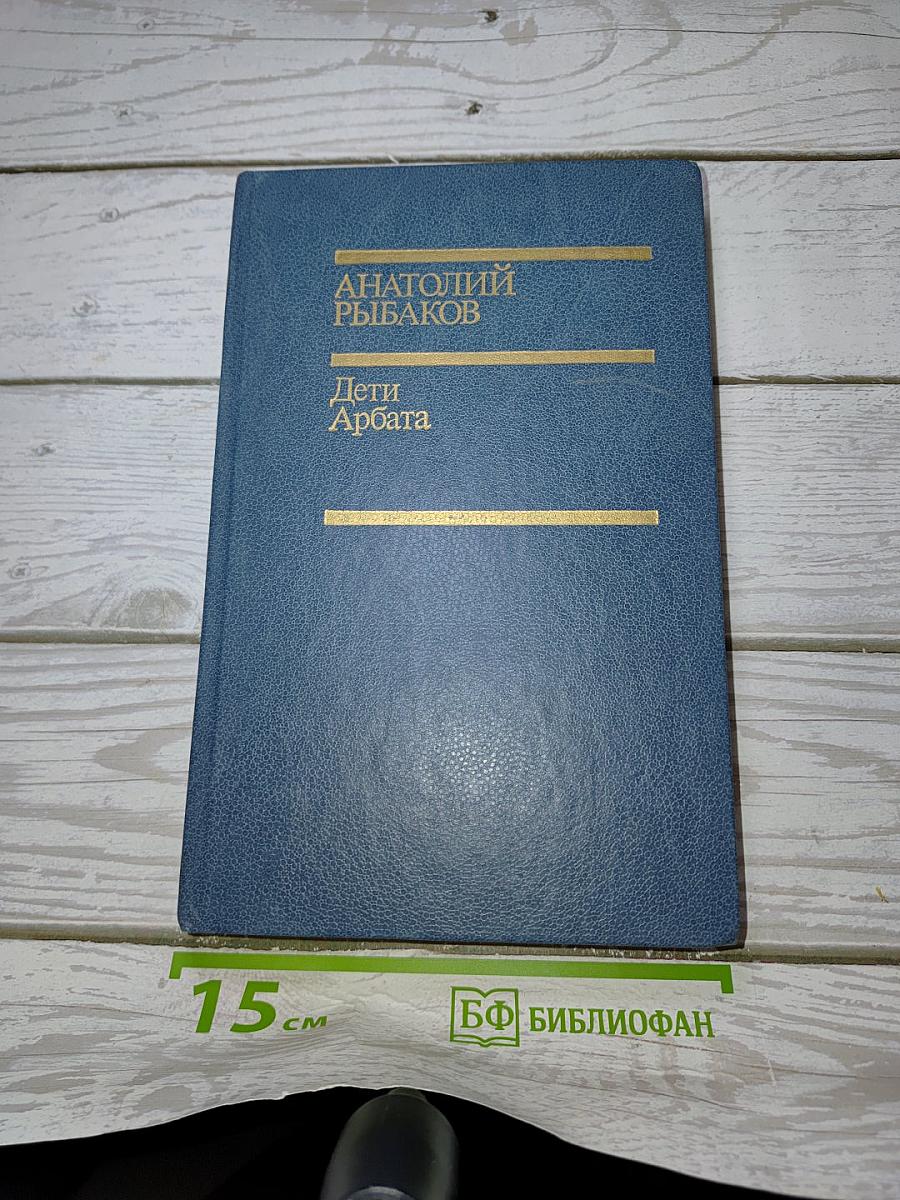 АНАТОЛИЙ
РЫБАКОВ
Дети
Арбата
15 см
БФ БИБЛИОФАН